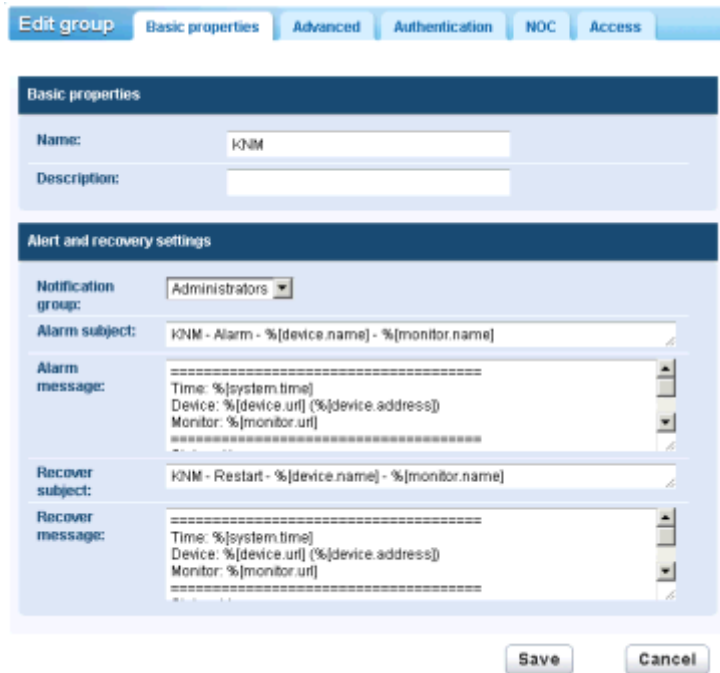 Edit group Basic properties Advanced Authentication NOC Access
Basic properties
Name: KNM
Description:
Alert and recovery settings
Notification group: Administrators
Alarm subject: KNM - Alarm - %[device.name] - %[monitor.name]
Alarm message:
=====================================
Time: %[system.time]
Device: %[device.url] (%[device.address])
Monitor: %[monitor.url]
=====================================
Recover subject: KNM - Restart - %[device.name] - %[monitor.name]
Recover message:
=====================================
Time: %[system.time]
Device: %[device.url] (%[device.address])
Monitor: %[monitor.url]
=====================================
Save Cancel